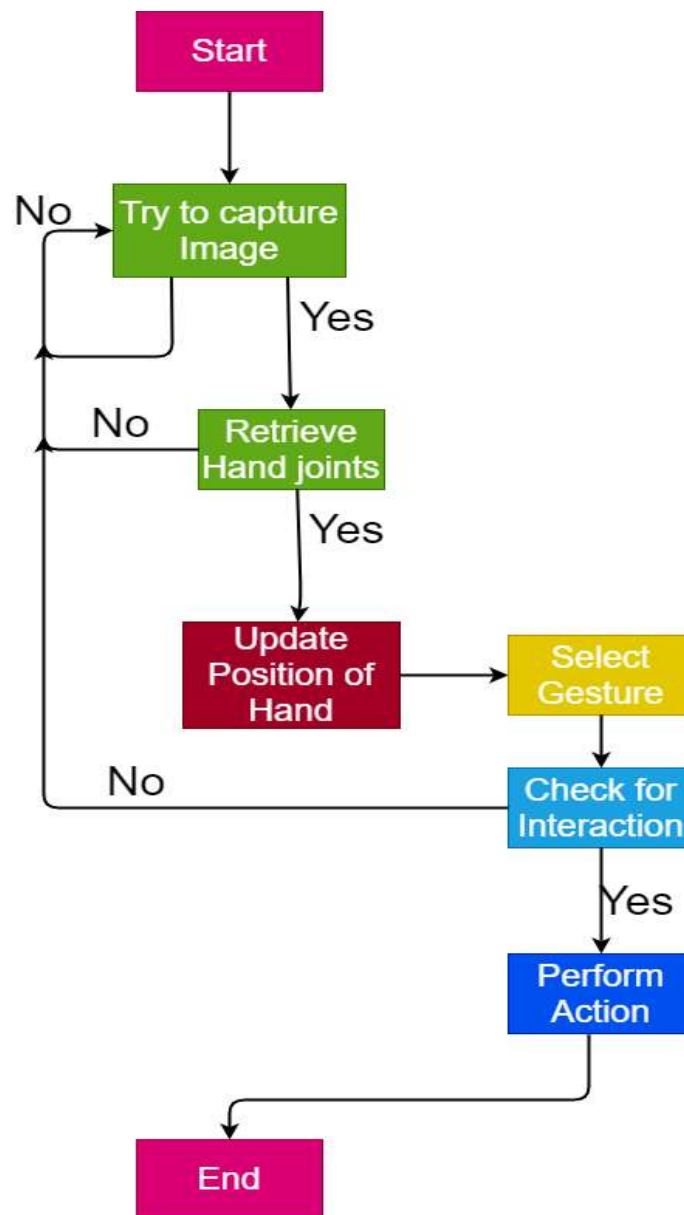 Start
No
Try to capture
Image
Yes
No
Retrieve
Hand joints
Yes
Update
Position of
Hand
Select
Gesture
No
Check for
Interaction
Yes
Perform
Action
End